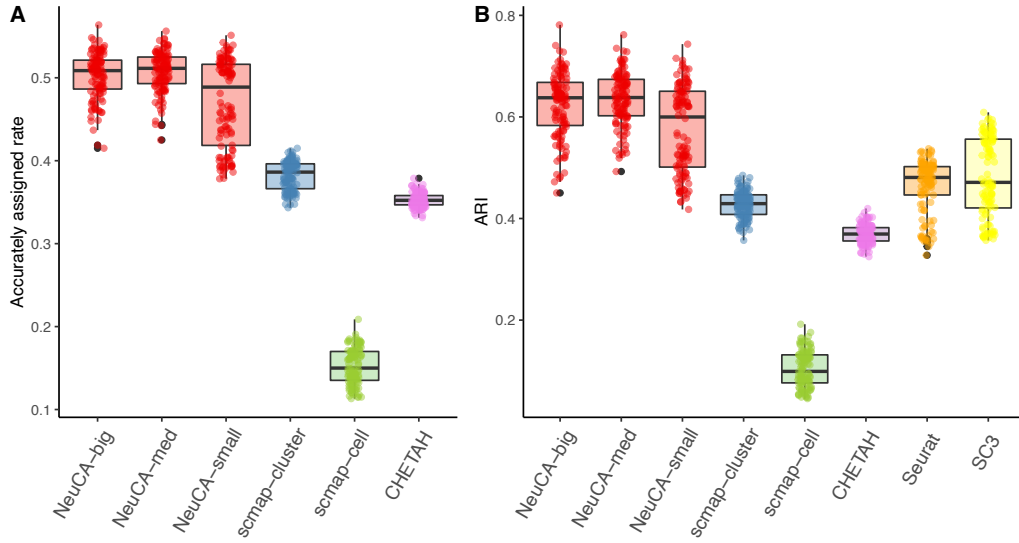 A
Accurately assigned rate
0.5
0.4
0.3
0.2
0.1
NeuCA-big
NeuCA-med
NeuCA-small
scmap-cluster
scmap-cell
CHETAH
B
ARI
0.8
0.6
0.4
0.2
NeuCA-big
NeuCA-med
NeuCA-small
scmap-cluster
scmap-cell
CHETAH
Seurat
SC3